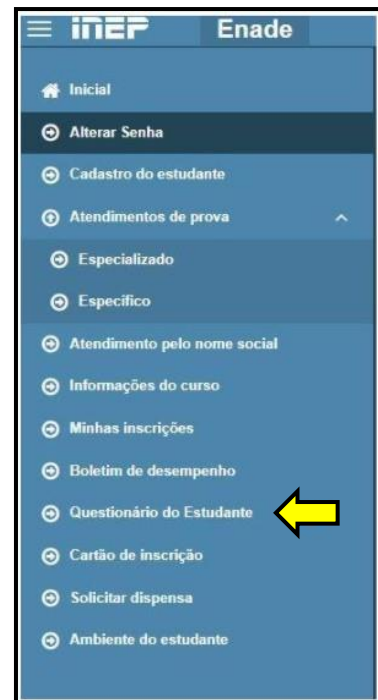 inep Enade
Inicial
Alterar Senha
Cadastro do estudante
Atendimentos de prova
Especializado
Específico
Atendimento pelo nome social
Informações do curso
Minhas inscrições
Boletim de desempenho
Questionário do Estudante
Cartão de inscrição
Solicitar dispensa
Ambiente do estudante